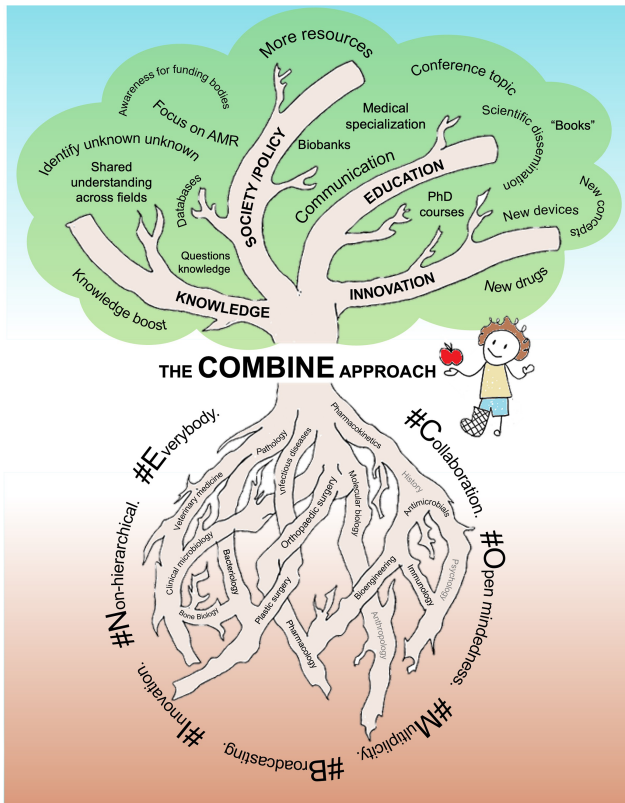 More resources
Conference topic
Awareness for funding bodies
Focus on AMR
Medical
specialization
Scientific dissemination
“Books”
Identify unknown unknown
Biobanks
Shared
understanding
across fields
SOCIETY /POLICY
Communication
EDUCATION
Databases
PhD
courses
New devices
New concepts
Questions
knowledge
Knowledge boost
KNOWLEDGE
INNOVATION
New drugs
THE COMBINE APPROACH
#Collaboration.
#Open mindedness.
#Multiplicity.
#Broadcasting.
#Innovation.
#Non-hierarchical.
#Everybody.
Pathology
Infectious diseases
Pharmacokinetics
Veterinary medicine
Orthopaedic surgery
Molecular biology
History
Antimicrobials
Clinical microbiology
Bacteriology
Bone Biology
Plastic surgery
Pharmacology
Bioengineering
Immunology
Psychology
Anthropology